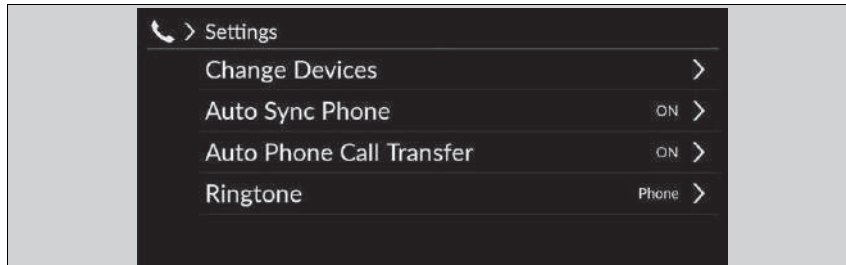 Settings
Change Devices
Auto Sync Phone ON
Auto Phone Call Transfer ON
Ringtone Phone